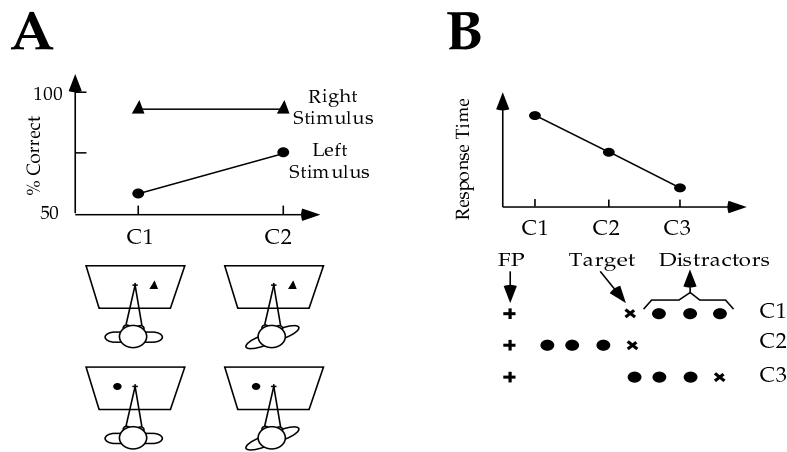 A
100
50
% Correct
Right
Stimulus
Left
Stimulus
C1 C2
B
Response Time
C1 C2 C3
FP Target Distractors
C1
C2
C3